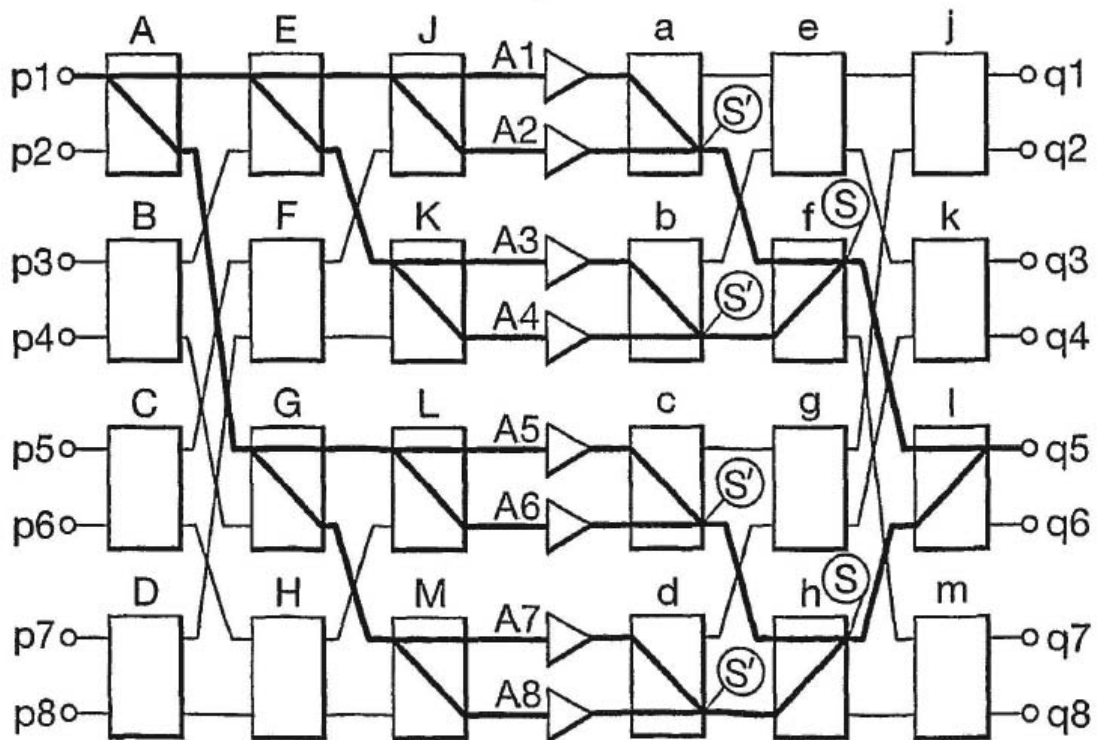 A E J a e j
p1 A1 q1
p2 A2 S' q2
B F K b f S k
p3 A3 q3
p4 A4 S' q4
C G L c g l
p5 A5 q5
p6 A6 S' q6
D H M d h S m
p7 A7 q7
p8 A8 S' q8